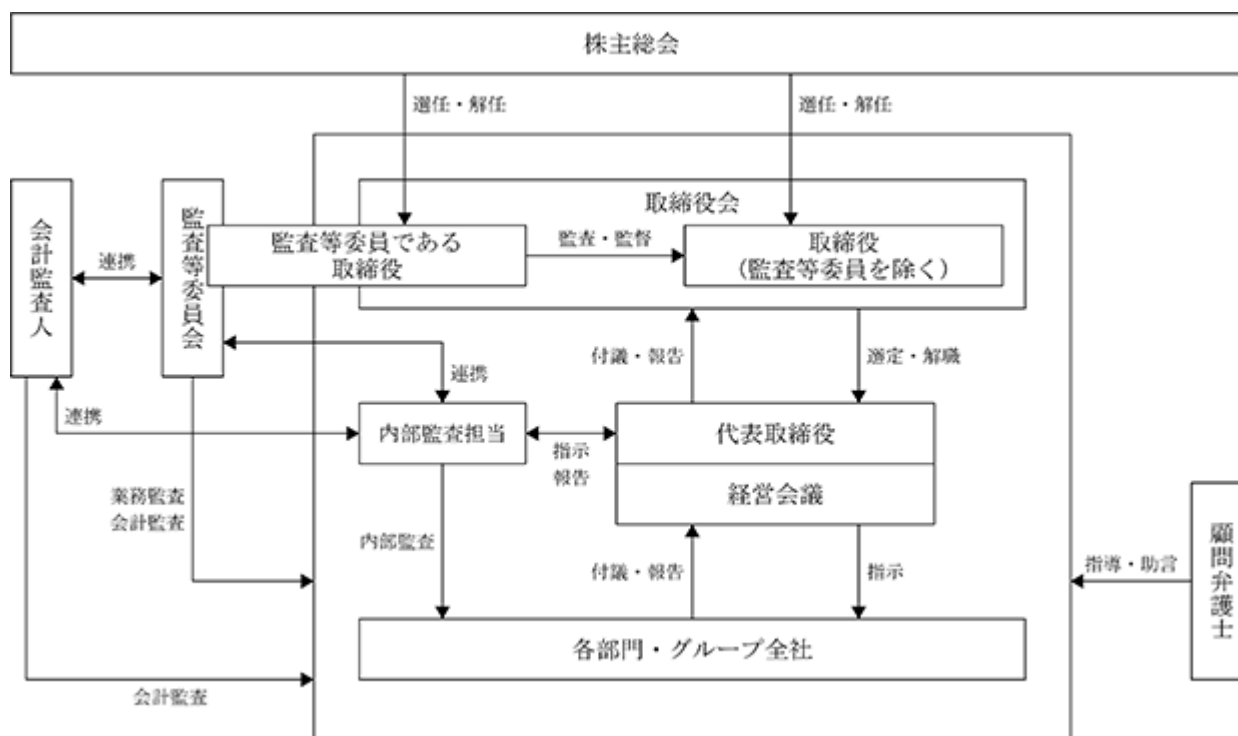 株主総会
選任・解任
選任・解任
取締役会
会計監査人
連携
監査等委員会
監査等委員である
取締役
監査・監督
取締役
（監査等委員を除く）
付議・報告
選定・解職
連携
連携
内部監査担当
指示
報告
代表取締役
経営会議
業務監査
会計監査
内部監査
付議・報告
指示
指導・助言
顧問弁護士
各部門・グループ全社
会計監査